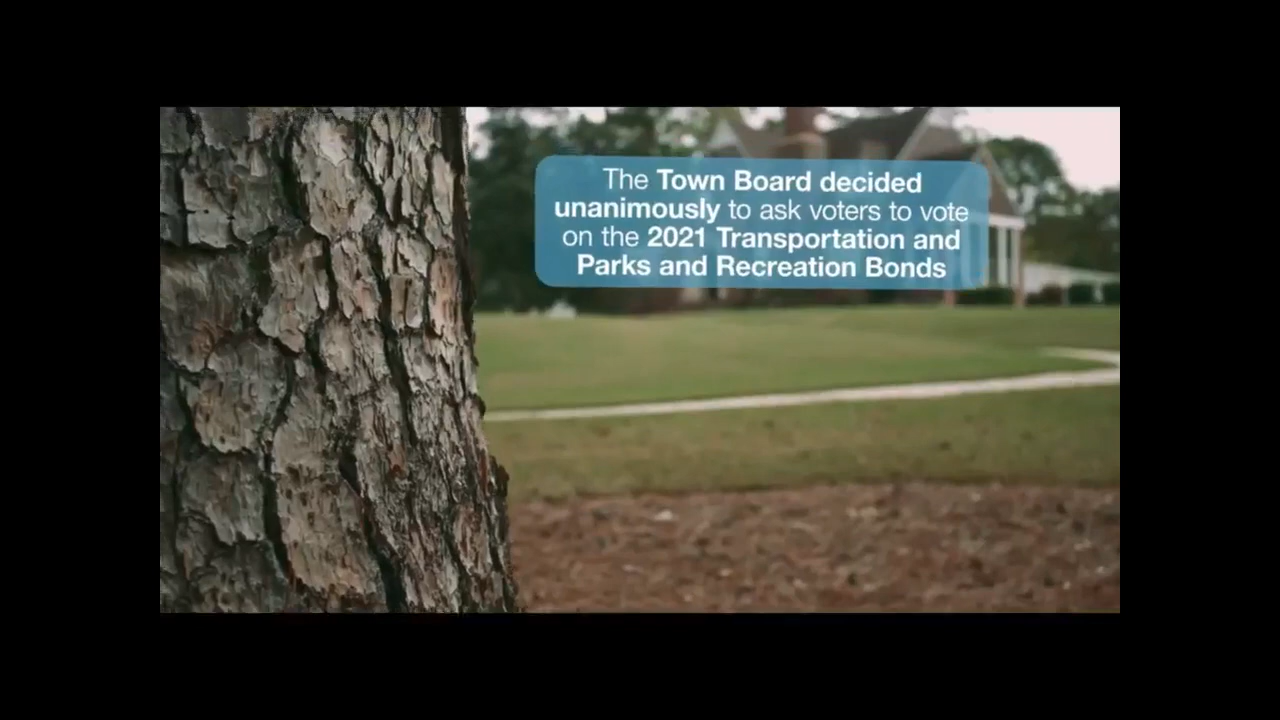 The Town Board decided
unanimously to ask voters to vote
on the 2021 Transportation and
Parks and Recreation Bonds